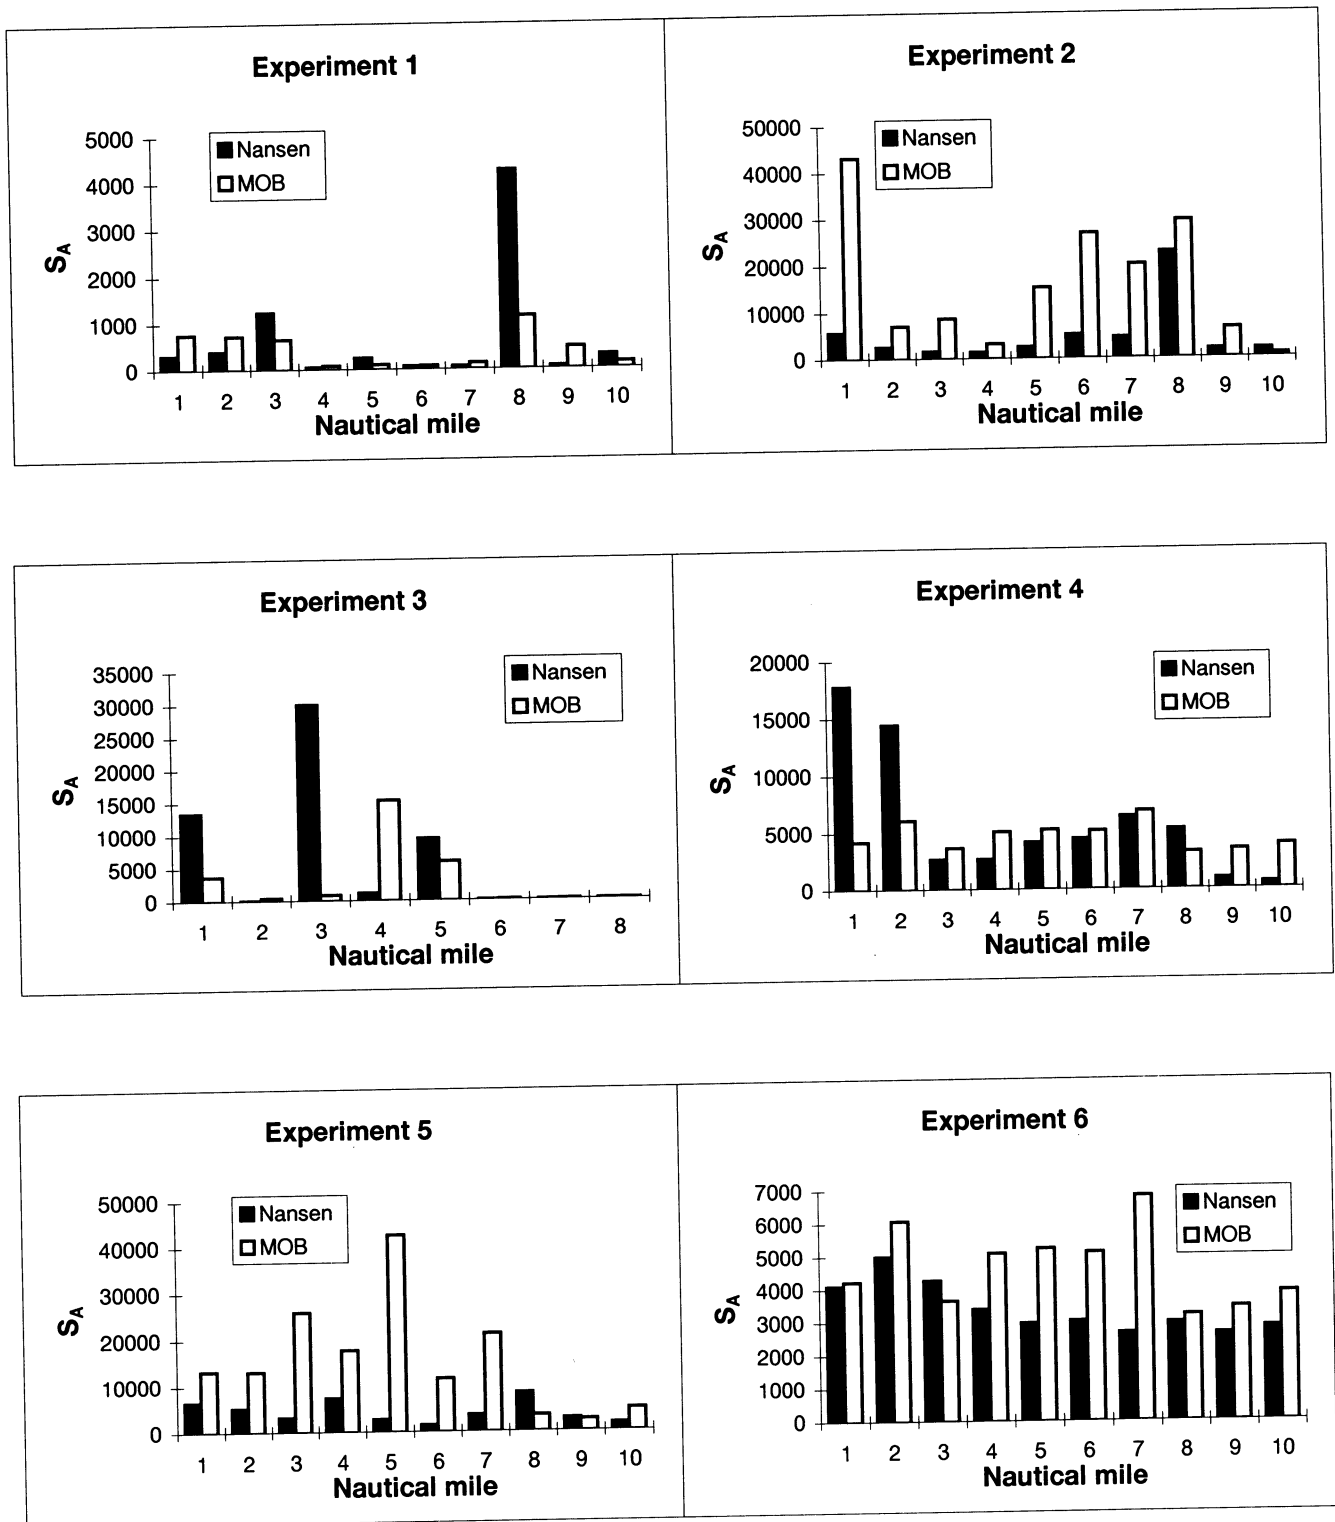 Experiment 1
Nansen
MOB
5000
4000
3000
2000
1000
0
S_A
1 2 3 4 5 6 7 8 9 10
Nautical mile
Experiment 2
Nansen
MOB
50000
40000
30000
20000
10000
0
S_A
1 2 3 4 5 6 7 8 9 10
Nautical mile
Experiment 3
Nansen
MOB
35000
30000
25000
20000
15000
10000
5000
0
S_A
1 2 3 4 5 6 7 8
Nautical mile
Experiment 4
Nansen
MOB
20000
15000
10000
5000
0
S_A
1 2 3 4 5 6 7 8 9 10
Nautical mile
Experiment 5
Nansen
MOB
50000
40000
30000
20000
10000
0
S_A
1 2 3 4 5 6 7 8 9 10
Nautical mile
Experiment 6
Nansen
MOB
7000
6000
5000
4000
3000
2000
1000
0
S_A
1 2 3 4 5 6 7 8 9 10
Nautical mile